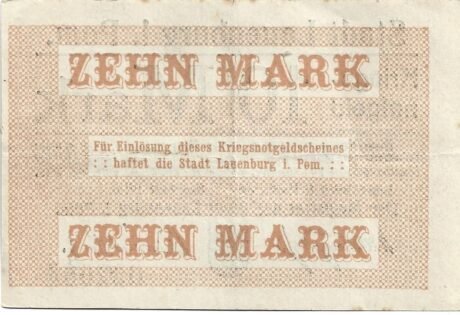 ZEHN MARK
Für Einlösung dieses Kriegsnotgeldscheines
: : haftet die Stadt Lauenburg i. Pom. : :
ZEHN MARK